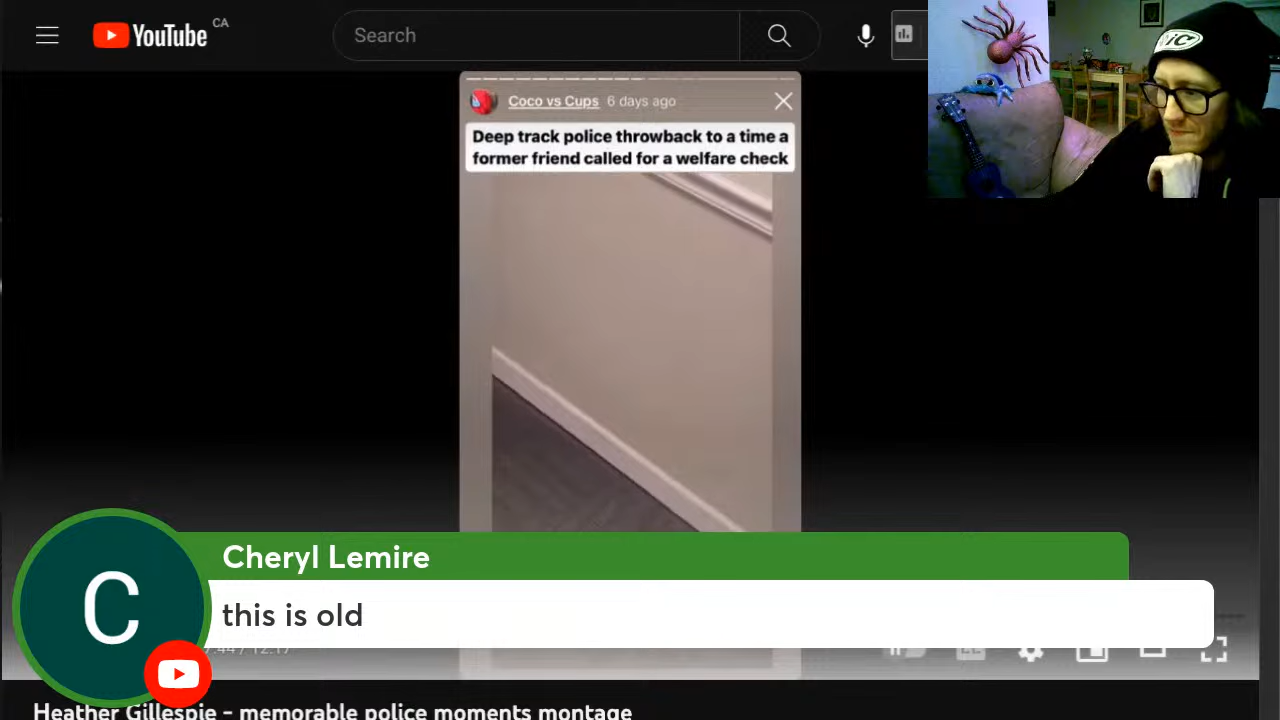 YouTube CA
Search
ViC
Coco vs Cups 6 days ago
Deep track police throwback to a time a
former friend called for a welfare check
Cheryl Lemire
C
this is old
Heather Gillespie - memorable police moments montage